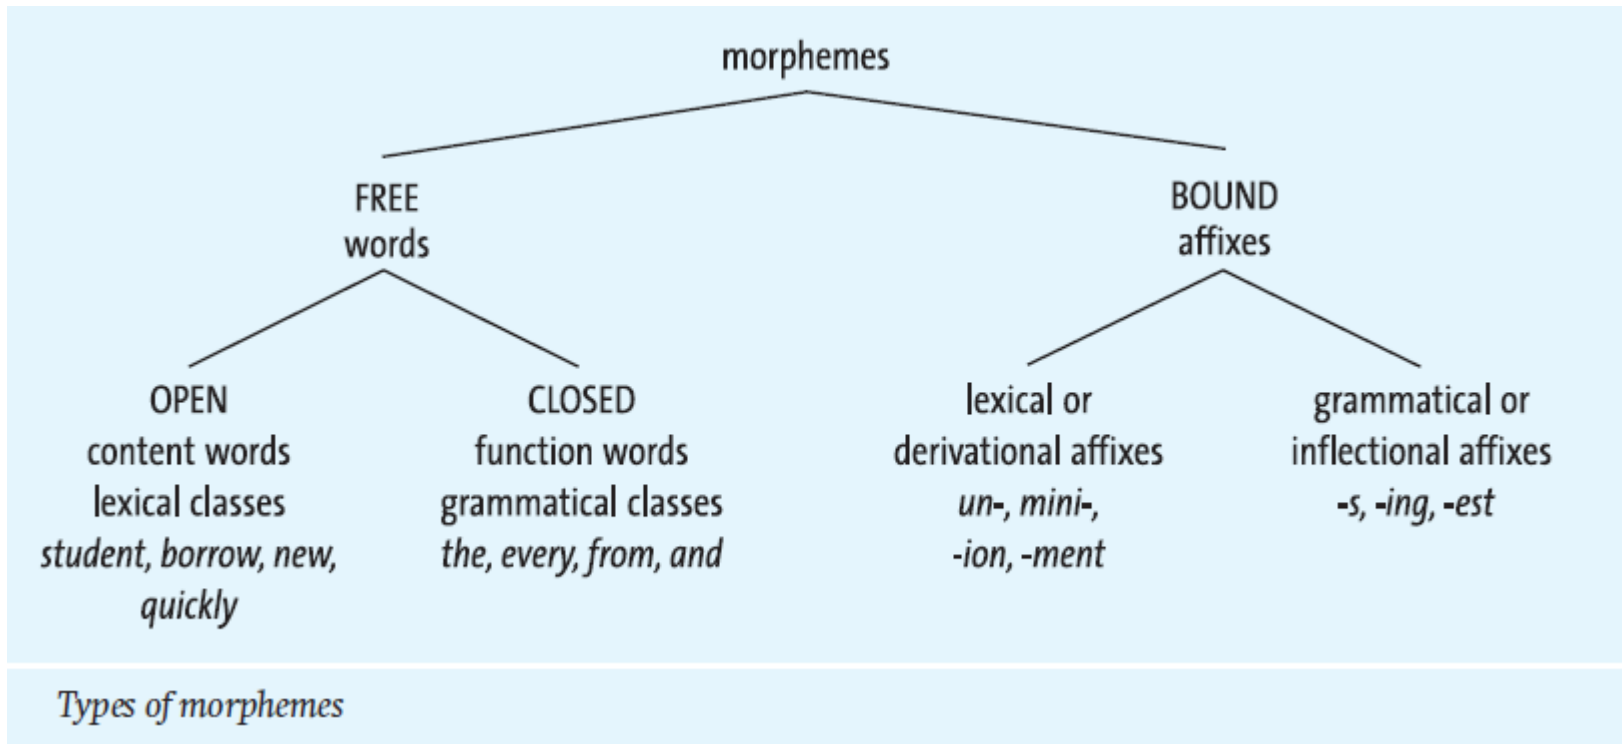 morphemes
FREE
words
BOUND
affixes
OPEN
content words
lexical classes
student, borrow, new,
quickly
CLOSED
function words
grammatical classes
the, every, from, and
lexical or
derivational affixes
un-, mini-,
-ion, -ment
grammatical or
inflectional affixes
-s, -ing, -est
Types of morphemes